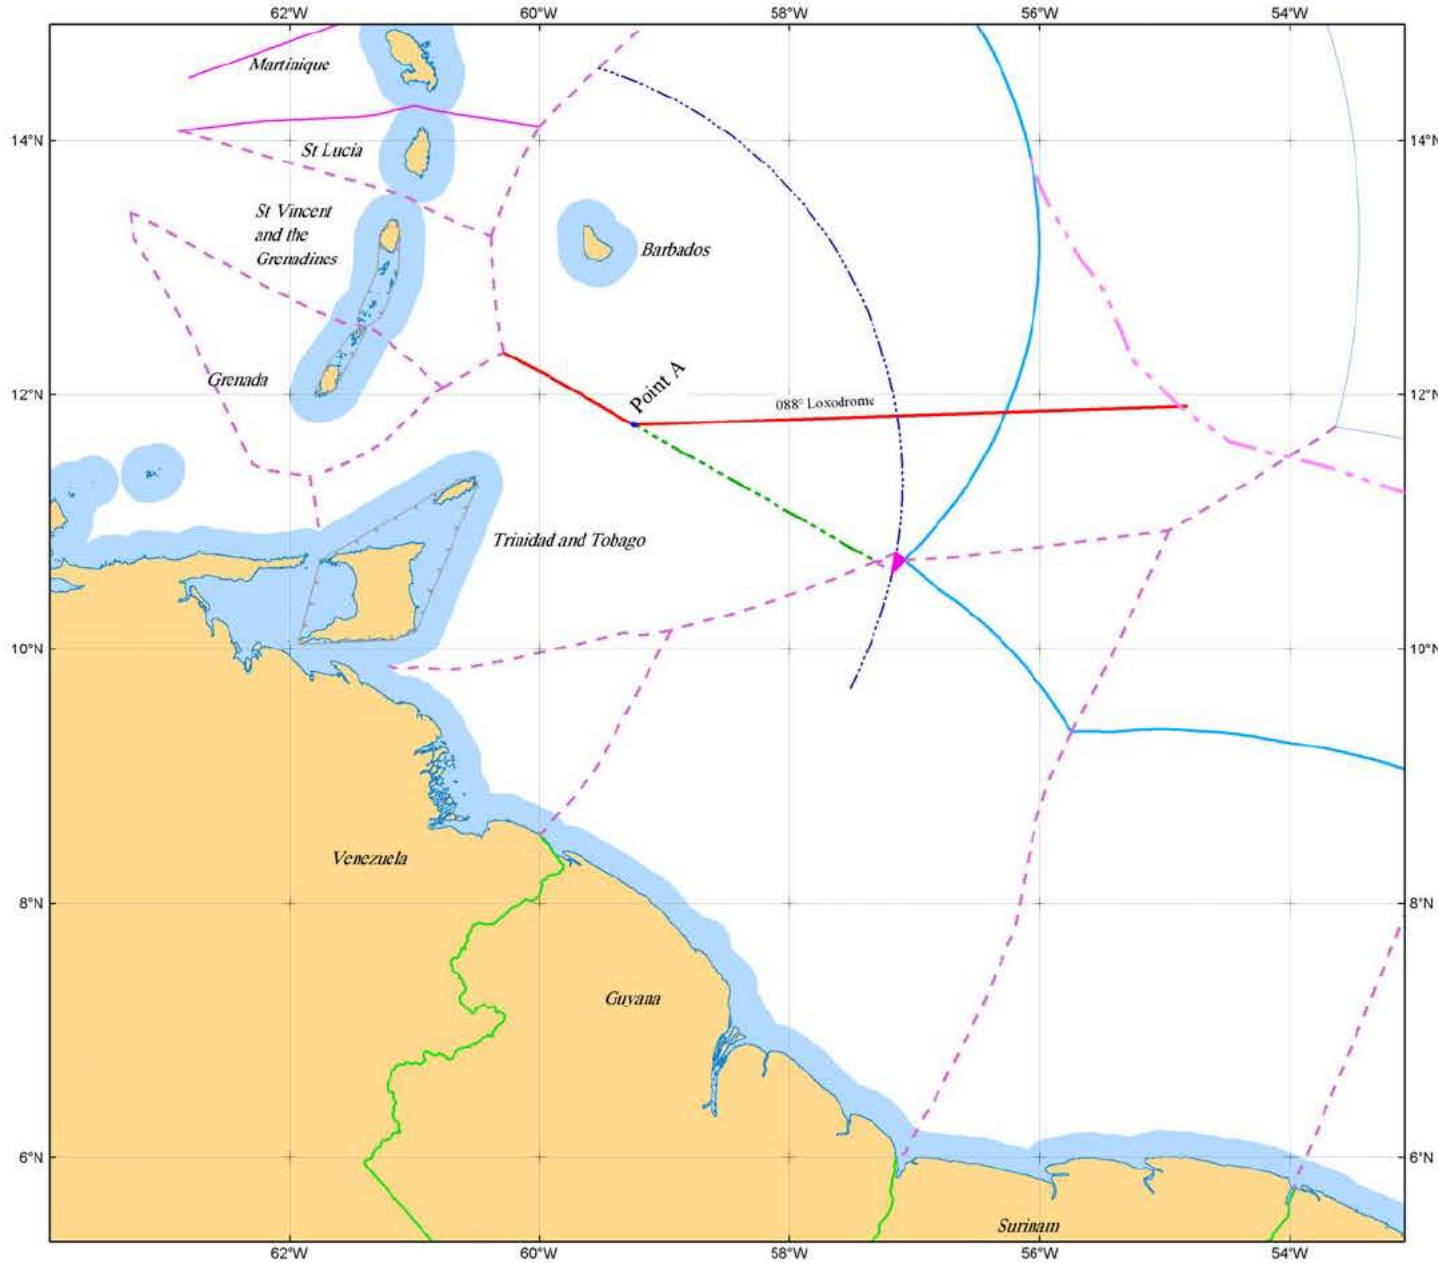 62°W 60°W 58°W 56°W 54°W
Martinique
14°N 14°N
St Lucia
St Vincent
and the
Grenadines
Barbados
Grenada
Point A
12°N 12°N
088° Loxodrome
Trinidad and Tobago
10°N 10°N
Venezuela
8°N 8°N
Guyana
6°N 6°N
Surinam
62°W 60°W 58°W 56°W 54°W